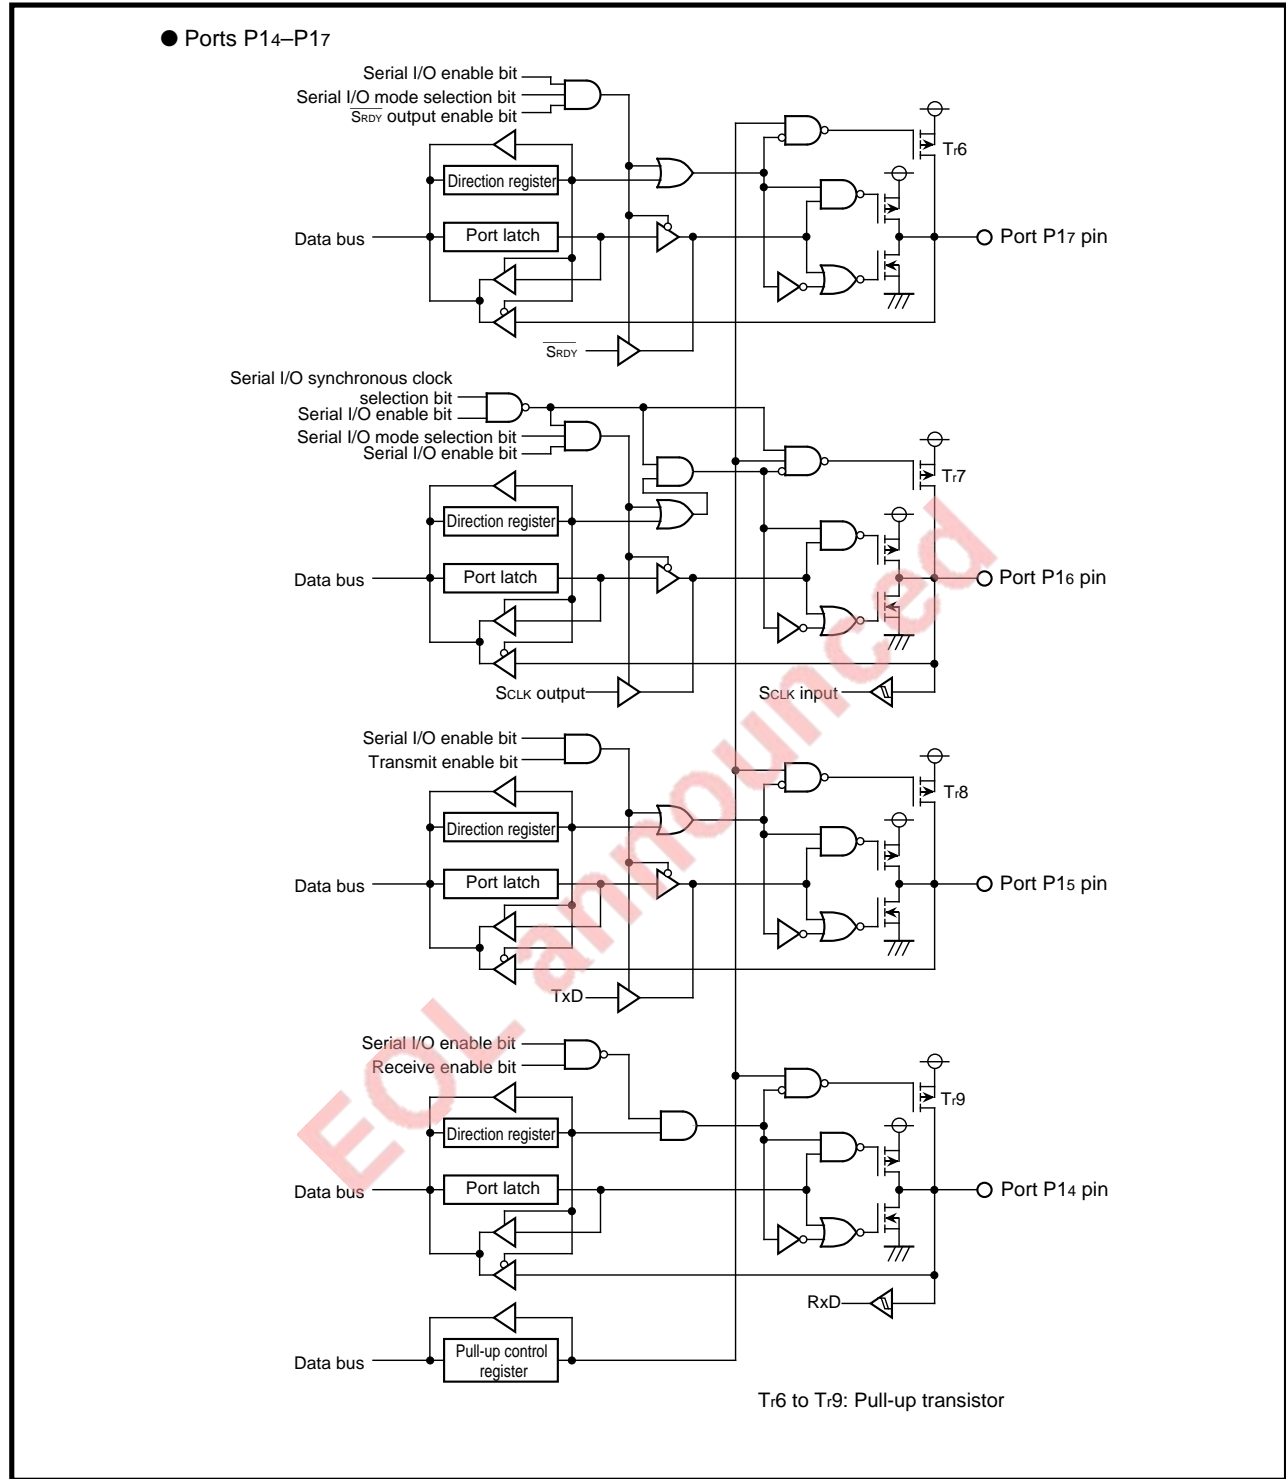 ● Ports P14–P17
Serial I/O enable bit
Serial I/O mode selection bit
SRDY output enable bit
Tr6
Direction register
Port latch
Data bus
Port P17 pin
SRDY
Serial I/O synchronous clock
selection bit
Serial I/O enable bit
Serial I/O mode selection bit
Serial I/O enable bit
Tr7
Direction register
Port latch
Data bus
Port P16 pin
SCLK output
SCLK input
Serial I/O enable bit
Transmit enable bit
Tr8
Direction register
Port latch
Data bus
Port P15 pin
TxD
Serial I/O enable bit
Receive enable bit
Tr9
Direction register
Port latch
Data bus
Port P14 pin
RxD
Pull-up control
register
Data bus
Tr6 to Tr9: Pull-up transistor
EOL announced